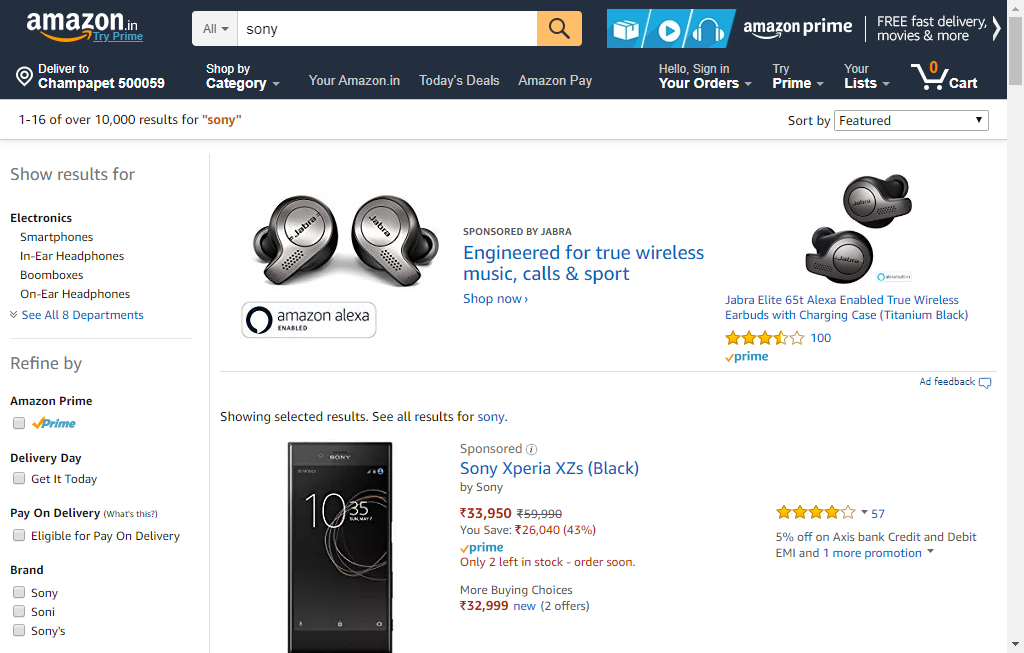 amazon.in
Try Prime
All
sony
amazon prime
FREE fast delivery,
movies & more
Deliver to
Champapet 500059
Shop by
Category
Your Amazon.in
Today's Deals
Amazon Pay
Hello, Sign in
Your Orders
Try
Prime
Your
Lists
0
Cart
1-16 of over 10,000 results for "sony"
Sort by Featured
Show results for
Electronics
Smartphones
In-Ear Headphones
Boomboxes
On-Ear Headphones
See All 8 Departments
Refine by
Amazon Prime
Prime
Delivery Day
Get It Today
Pay On Delivery (What's this?)
Eligible for Pay On Delivery
Brand
Sony
Soni
Sony's
Jabra
Jabra
amazon alexa
ENABLED
SPONSORED BY JABRA
Engineered for true wireless
music, calls & sport
Shop now ›
Jabra
Jabra
Jabra Elite 65t Alexa Enabled True Wireless
Earbuds with Charging Case (Titanium Black)
100
prime
Ad feedback
Showing selected results. See all results for sony.
SONY
10:35
SUN, MAY 7
Sponsored
Sony Xperia XZs (Black)
by Sony
₹33,950 ₹59,990
You Save: ₹26,040 (43%)
prime
Only 2 left in stock - order soon.
More Buying Choices
₹32,999 new (2 offers)
57
5% off on Axis bank Credit and Debit
EMI and 1 more promotion